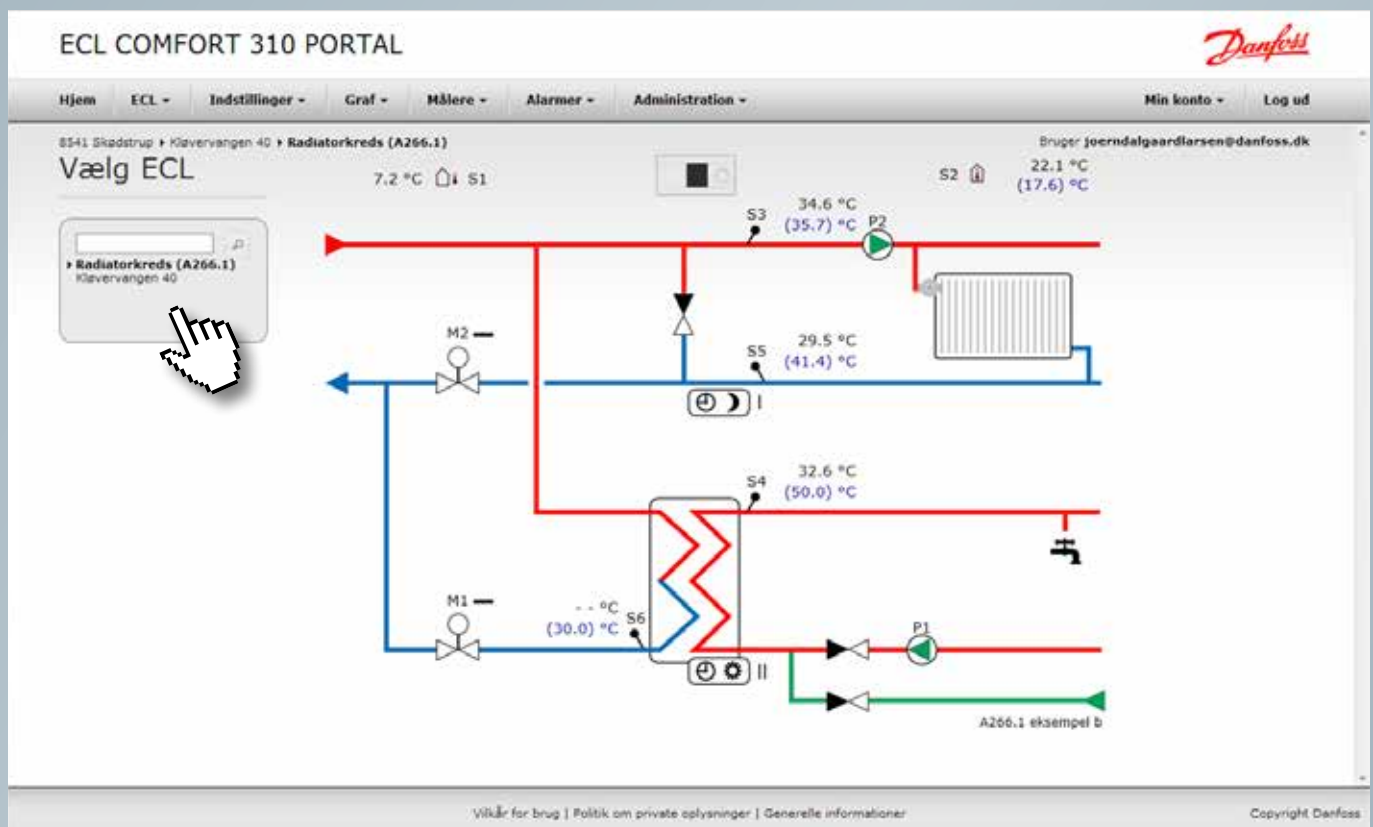 ECL COMFORT 310 PORTAL
Danfoss
Hjem ECL Indstillinger Graf Målere Alarmer Administration Min konto Log ud
8541 Skødstrup Kløvervangen 40 Radiatorkreds (A266.1)
Bruger joerndalgaardlarsen@danfoss.dk
Vælg ECL
7.2 °C S1
S2 22.1 °C
(17.6) °C
S3 34.6 °C
(35.7) °C P2
Radiatorkreds (A266.1)
Kløvervangen 40
M2
S5 29.5 °C
(41.4) °C
I
S4 32.6 °C
(50.0) °C
M1
- - °C
(30.0) °C S6
P1
II
A266.1 eksempel b
Vilkår for brug | Politik om private oplysninger | Generelle informationer
Copyright Danfoss